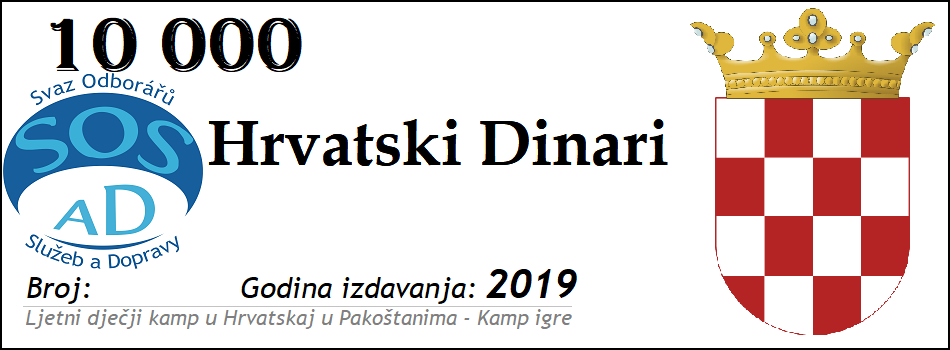 10 000
Svaz Odborářů
SOS
AD
Služeb a Dopravy
Hrvatski Dinari
Broj: Godina izdavanja: 2019
Ljetni dječji kamp u Hrvatskaj u Pakoštanima - Kamp igre